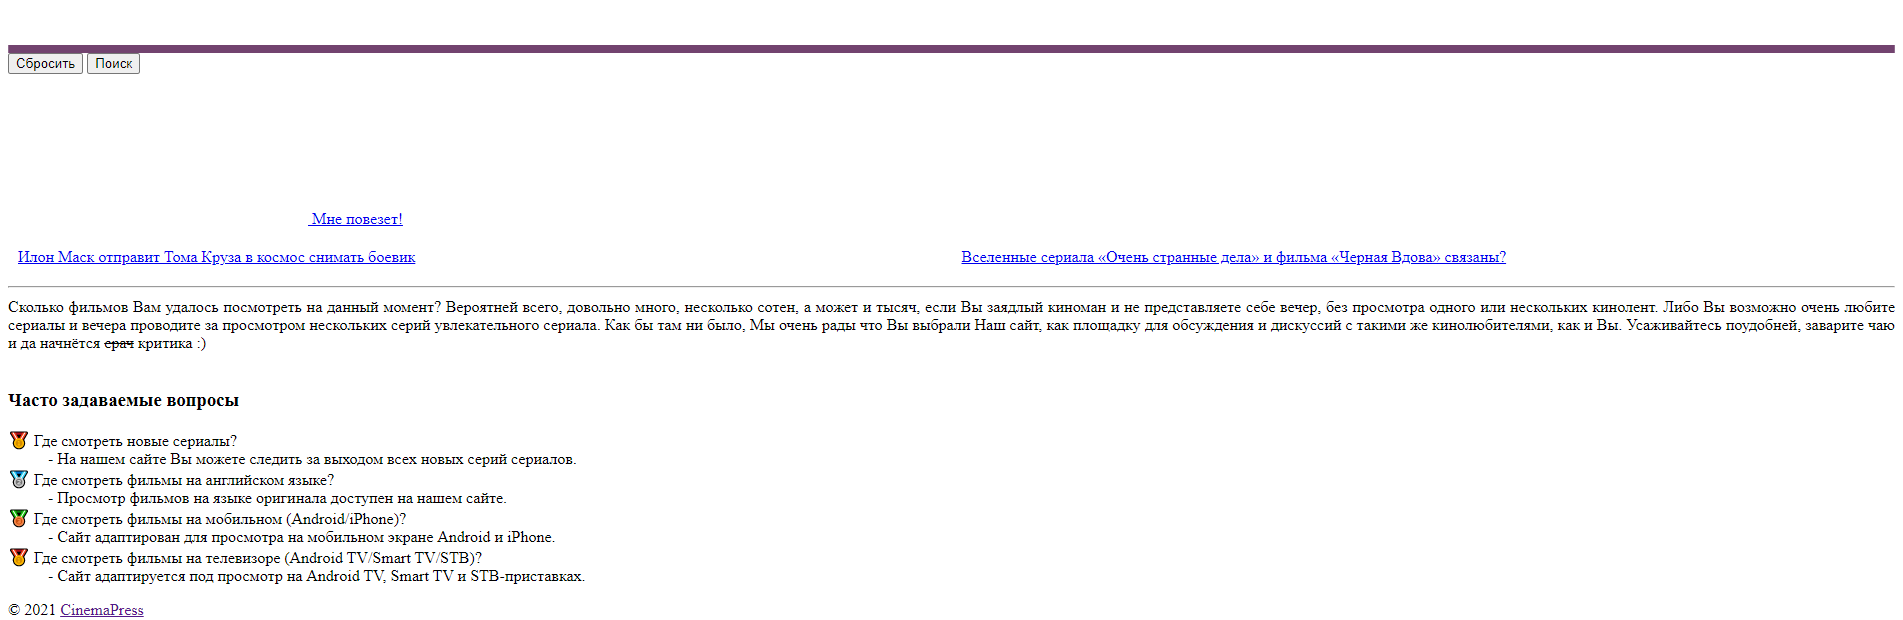 Сбросить Поиск
Мне повезет!
Илон Маск отправит Тома Круза в космос снимать боевик Вселенные сериала «Очень странные дела» и фильма «Черная Вдова» связаны?
Сколько фильмов Вам удалось посмотреть на данный момент? Вероятней всего, довольно много, несколько сотен, а может и тысяч, если Вы заядлый киноман и не представляете себе вечер, без просмотра одного или нескольких кинолент. Либо Вы возможно очень любите
сериалы и вечера проводите за просмотром нескольких серий увлекательного сериала. Как бы там ни было, Мы очень рады что Вы выбрали Наш сайт, как площадку для обсуждения и дискуссий с такими же кинолюбителями, как и Вы. Усаживайтесь поудобней, заварите чаю
и да начнётся срач критика :)
Часто задаваемые вопросы
Где смотреть новые сериалы?
- На нашем сайте Вы можете следить за выходом всех новых серий сериалов.
Где смотреть фильмы на английском языке?
- Просмотр фильмов на языке оригинала доступен на нашем сайте.
Где смотреть фильмы на мобильном (Android/iPhone)?
- Сайт адаптирован для просмотра на мобильном экране Android и iPhone.
Где смотреть фильмы на телевизоре (Android TV/Smart TV/STB)?
- Сайт адаптируется под просмотр на Android TV, Smart TV и STB-приставках.
© 2021 CinemaPress